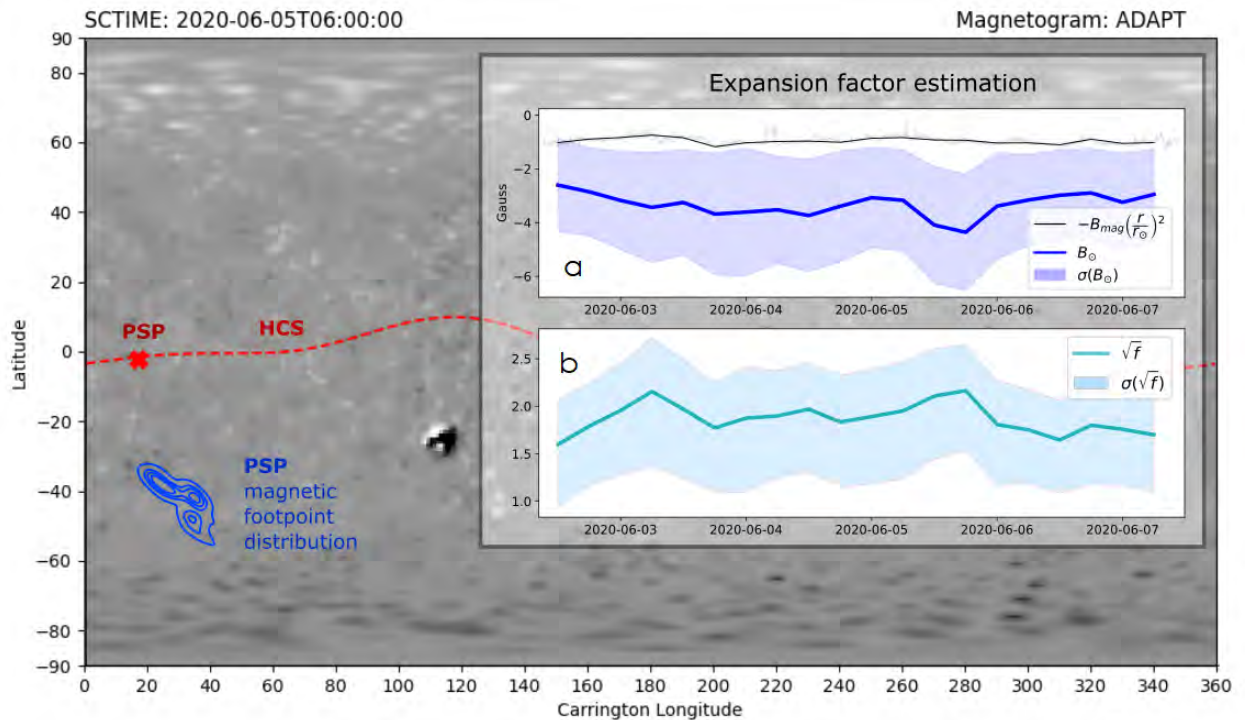 SCTIME: 2020-06-05T06:00:00 Magnetogram: ADAPT
90
80
60
40
20
0
−20
−40
−60
−80
−90
Latitude
PSP
HCS
PSP
magnetic
footpoint
distribution
Expansion factor estimation
0
−2
−4
−6
Gauss
a
−B_mag(r/r_⊙)²
B_⊙
σ(B_⊙)
2020-06-03 2020-06-04 2020-06-05 2020-06-06 2020-06-07
2.5
2.0
1.5
1.0
b
√f
σ(√f)
2020-06-03 2020-06-04 2020-06-05 2020-06-06 2020-06-07
0 20 40 60 80 100 120 140 160 180 200 220 240 260 280 300 320 340 360
Carrington Longitude